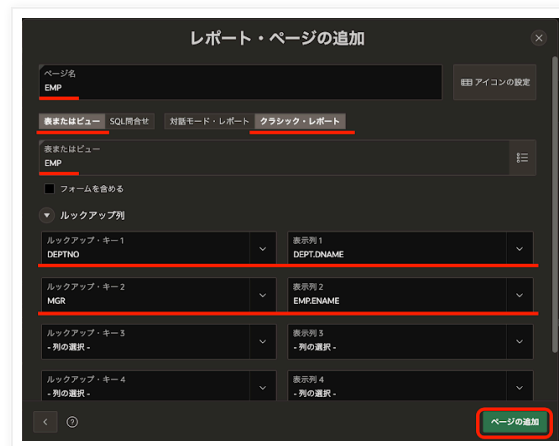 レポート・ページの追加
ページ名
EMP
アイコンの設定
表またはビュー SQL問合せ 対話モード・レポート クラシック・レポート
表またはビュー
EMP
フォームを含める
ルックアップ列
ルックアップ・キー1 表示列1
DEPTNO DEPT.DNAME
ルックアップ・キー2 表示列2
MGR EMP.ENAME
ルックアップ・キー3 表示列3
- 列の選択 - - 列の選択 -
ルックアップ・キー4 表示列4
- 列の選択 - - 列の選択 -
ページの追加